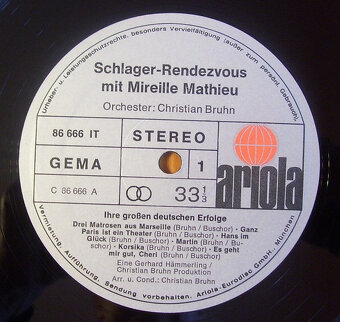 Urheber- u. Leistungsschutzrechte, besonders Vervielfältigung (außer zum pers. Gebrauch),
Schlager-Rendezvous
mit Mireille Mathieu
Orchester: Christian Bruhn
86 666 IT
STEREO
GEMA
1
C 86 666 A
33 1/3
ariola
Ihre großen deutschen Erfolge
Drei Matrosen aus Marseille (Bruhn / Buschor) · Ganz
Paris ist ein Theater (Bruhn / Buschor) · Hans im
Glück (Bruhn / Buschor) · Martin (Bruhn / Bu-
schor) · Korsika (Bruhn / Buschor) · Es geht
mir gut, Cheri (Bruhn / Buschor)
Eine Gerhard Hämmerling /
Christian Bruhn Produktion
Arr. u. Cond.: Christian Bruhn
Vermietung, Aufführung, Sendung vorbehalten. Ariola-Eurodisc GmbH, München